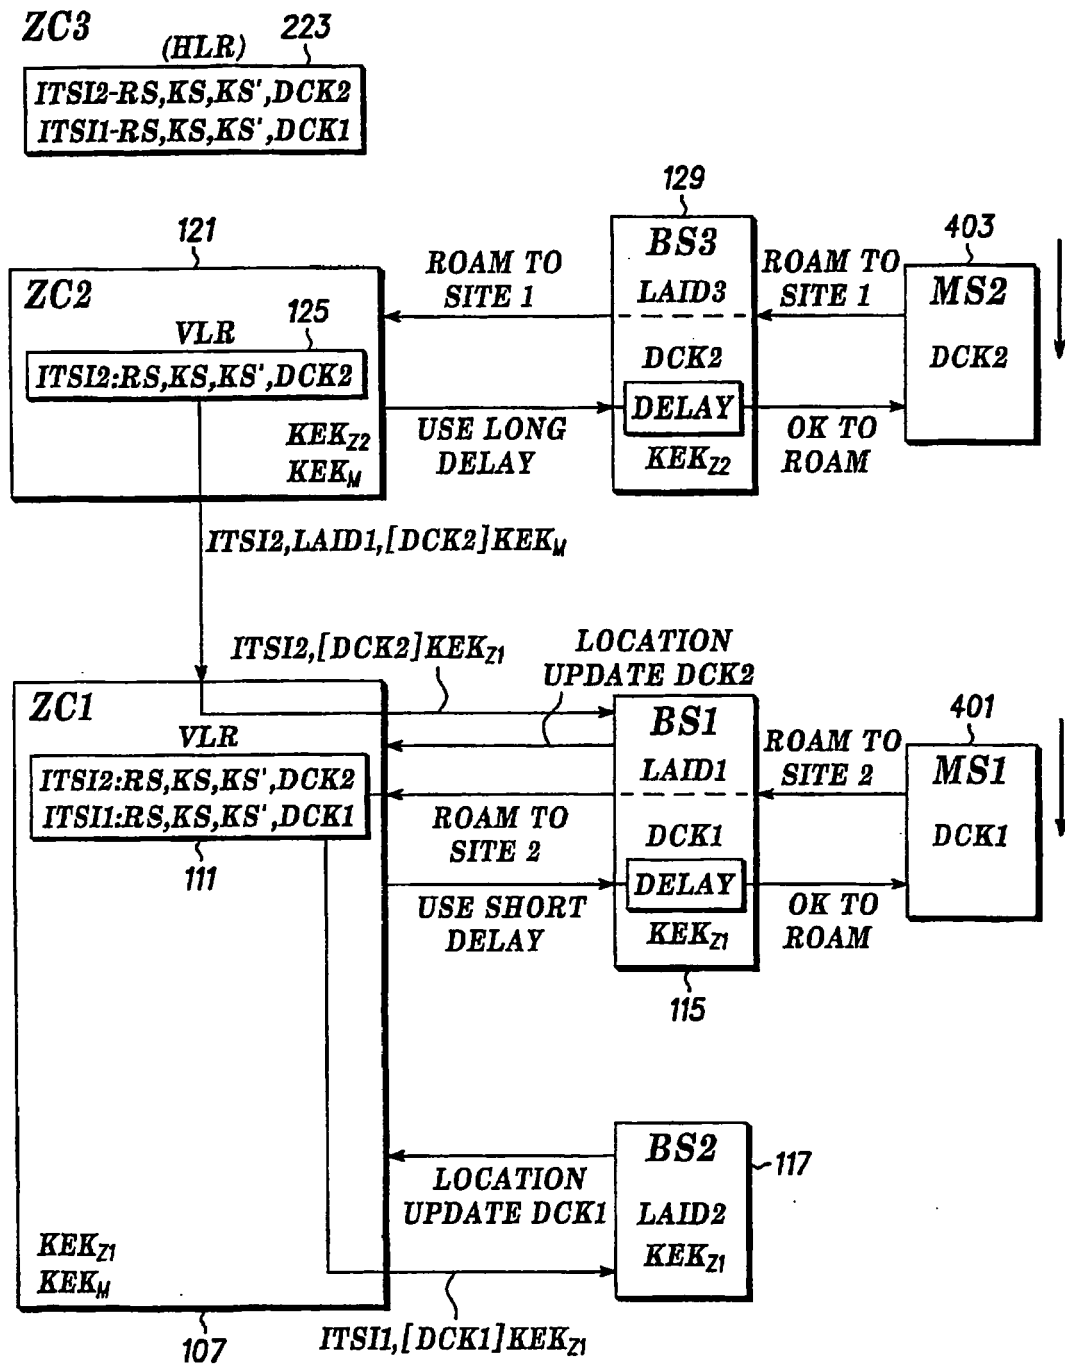 ZC3
(HLR)
223
ITSI2-RS,KS,KS',DCK2
ITSI1-RS,KS,KS',DCK1
121
ZC2
VLR
125
ITSI2:RS,KS,KS',DCK2
KEKZ2
KEKM
ROAM TO
SITE 1
USE LONG
DELAY
129
BS3
LAID3
DCK2
DELAY
KEKZ2
ROAM TO
SITE 1
OK TO
ROAM
403
MS2
DCK2
ITSI2,LAID1,[DCK2]KEKM
ITSI2,[DCK2]KEKZ1
LOCATION
UPDATE DCK2
ZC1
VLR
ITSI2:RS,KS,KS',DCK2
ITSI1:RS,KS,KS',DCK1
111
ROAM TO
SITE 2
USE SHORT
DELAY
BS1
LAID1
DCK1
DELAY
KEKZ1
115
ROAM TO
SITE 2
OK TO
ROAM
401
MS1
DCK1
LOCATION
UPDATE DCK1
BS2
LAID2
KEKZ1
117
KEKZ1
KEKM
107
ITSI1,[DCK1]KEKZ1